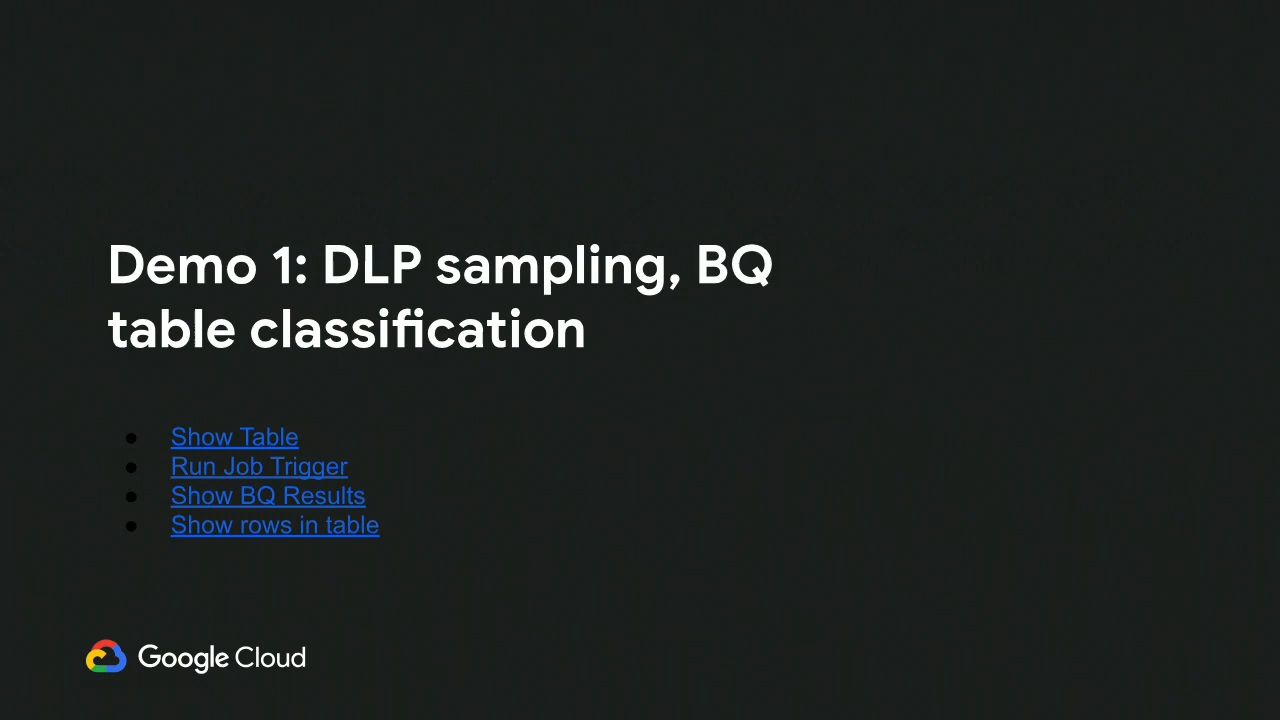 Demo 1: DLP sampling, BQ
table classification
● Show Table
● Run Job Trigger
● Show BQ Results
● Show rows in table
Google Cloud